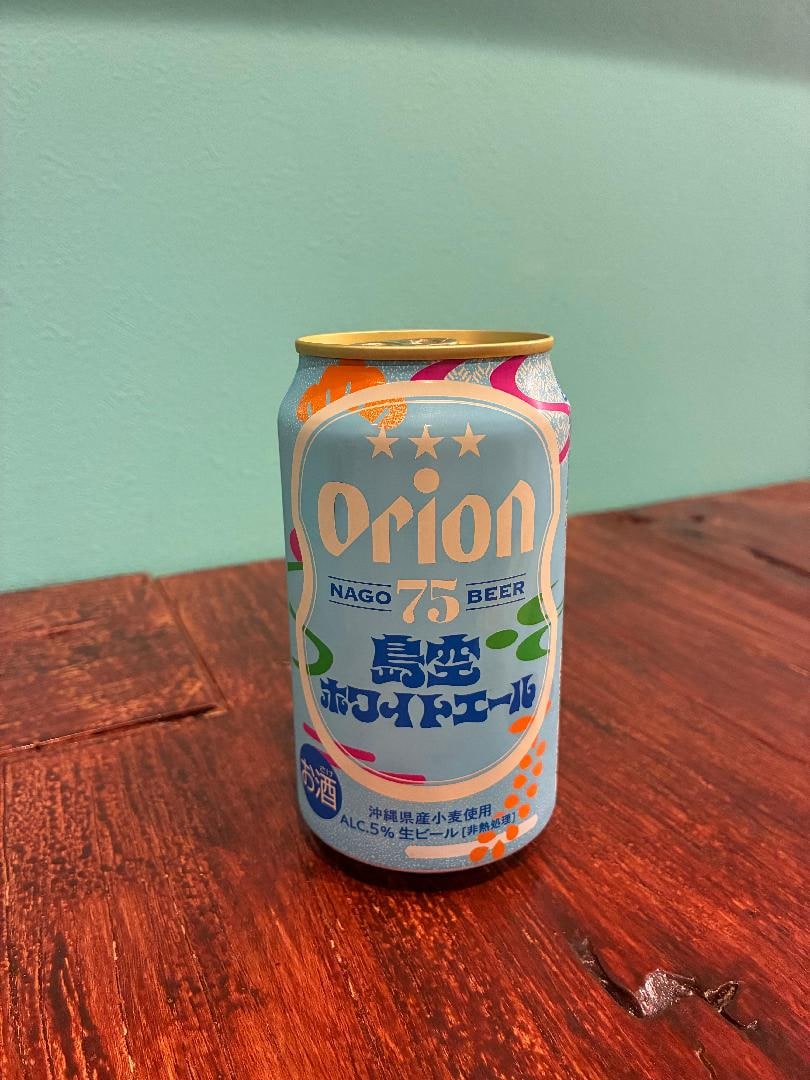 Orion
NAGO 75 BEER
島空
ホワイトエール
お酒
沖縄県産小麦使用
ALC.5% 生ビール [非熱処理]